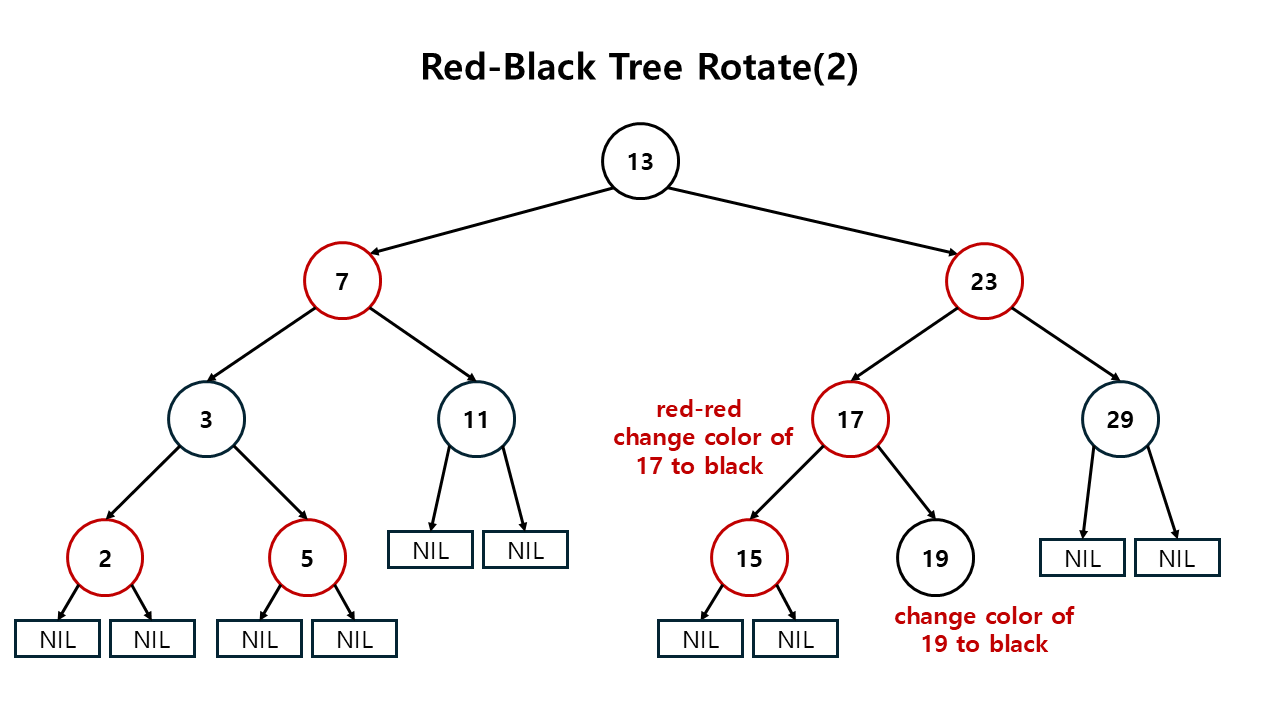 Red-Black Tree Rotate(2)
13
7
23
3
11
red-red
change color of
17 to black
17
29
2
5
NIL
NIL
15
19
NIL
NIL
NIL
NIL
NIL
NIL
NIL
NIL
change color of
19 to black